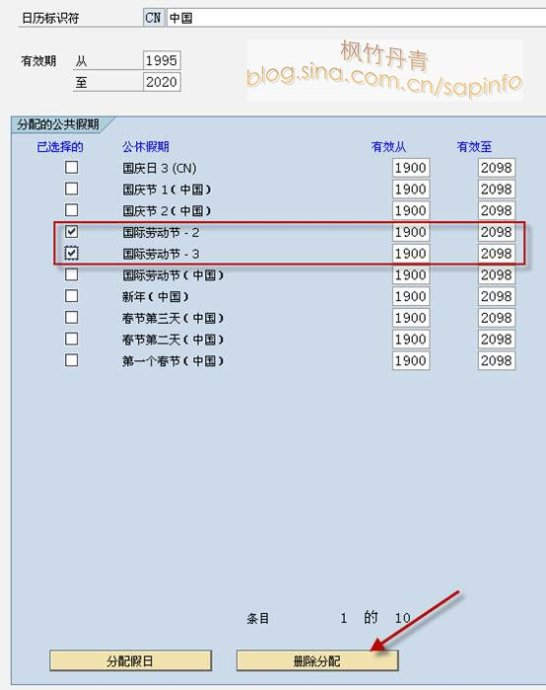 日历标识符 CN 中国
枫竹丹青
blog.sina.com.cn/sapinfo
有效期 从 1995
至 2020
分配的公共假期
已选择的 公休假期 有效从 有效至
国庆日 3 (CN) 1900 2098
国庆节 1 (中国) 1900 2098
国庆节 2 (中国) 1900 2098
国际劳动节 - 2 1900 2098
国际劳动节 - 3 1900 2098
国际劳动节 (中国) 1900 2098
新年 (中国) 1900 2098
春节第三天 (中国) 1900 2098
春节第二天 (中国) 1900 2098
第一个春节 (中国) 1900 2098
条目 1 的 10
分配假日 删除分配